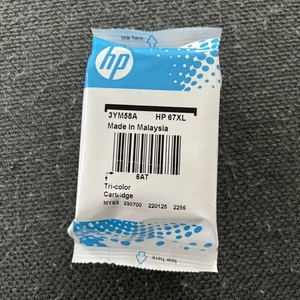 tear here
hp
3YM58A HP 67XL
Made in Malaysia
6AT
Tri-color
Cartridge
MYS3 230700 220125 2256
tear here